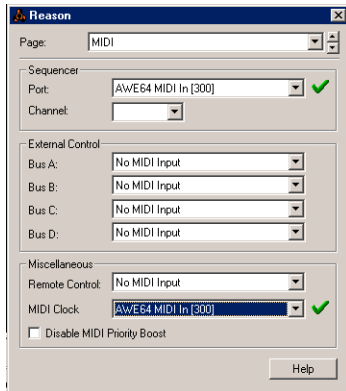 Reason
Page: MIDI
Sequencer
Port: AWE64 MIDI In [300]
Channel:
External Control
Bus A: No MIDI Input
Bus B: No MIDI Input
Bus C: No MIDI Input
Bus D: No MIDI Input
Miscellaneous
Remote Control: No MIDI Input
MIDI Clock AWE64 MIDI In [300]
Disable MIDI Priority Boost
Help